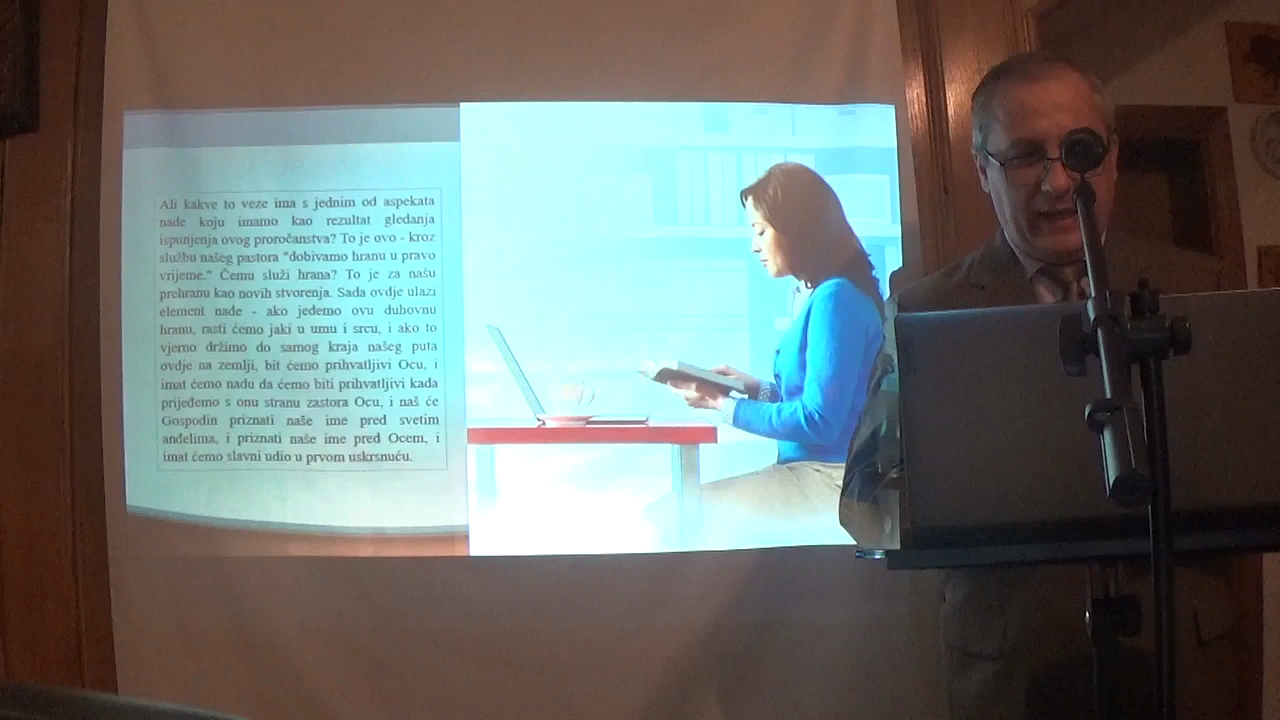 Ali kakve to veze ima s jednim od aspekata
nade koju imamo kao rezultat gledanja
ispunjenja ovog proročanstva? To je ovo - kroz
službu našeg pastora "dobivamo hranu u pravo
vrijeme." Čemu služi hrana? To je za našu
prehranu kao novih stvorenja. Sada ovdje ulazi
element nade - ako jedemo ovu duhovnu
hranu, rasti ćemo jaki u umu i srcu, i ako to
vjerno držimo do samog kraja našeg puta
ovdje na zemlji, bit ćemo prihvatljivi Ocu, i
imat ćemo nadu da ćemo biti prihvatljivi kada
prijeđemo s onu stranu zastora Ocu, i naš će
Gospodin priznati naše ime pred svetim
anđelima, i priznati naše ime pred Ocem, i
imat ćemo slavni udio u prvom uskrsnuću.